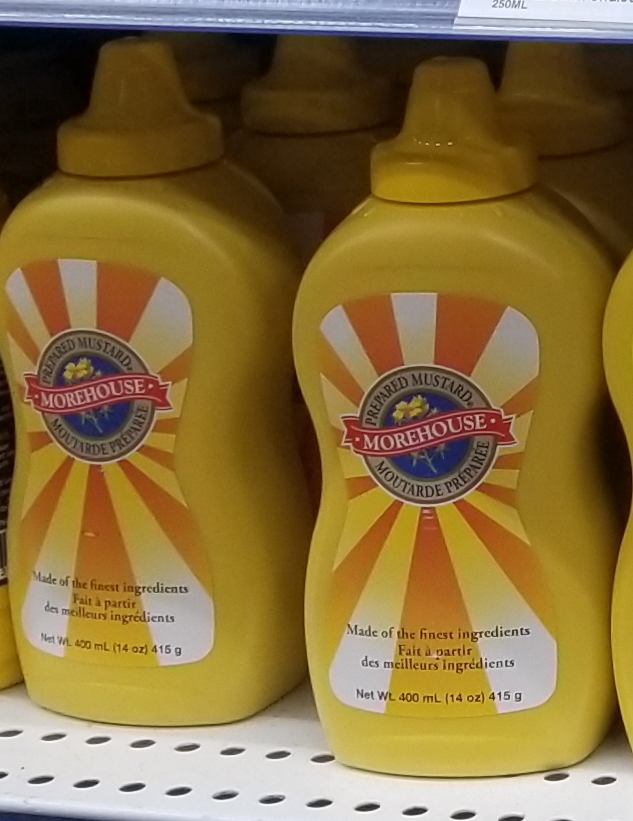 250ML
PREPARED MUSTARD
MOREHOUSE
MOUTARDE PRÉPARÉE
Made of the finest ingredients
Fait à partir
des meilleurs ingrédients
Net Wt. 400 mL (14 oz) 415 g
PREPARED MUSTARD
MOREHOUSE
MOUTARDE PRÉPARÉE
Made of the finest ingredients
Fait à partir
des meilleurs ingrédients
Net Wt. 400 mL (14 oz) 415 g